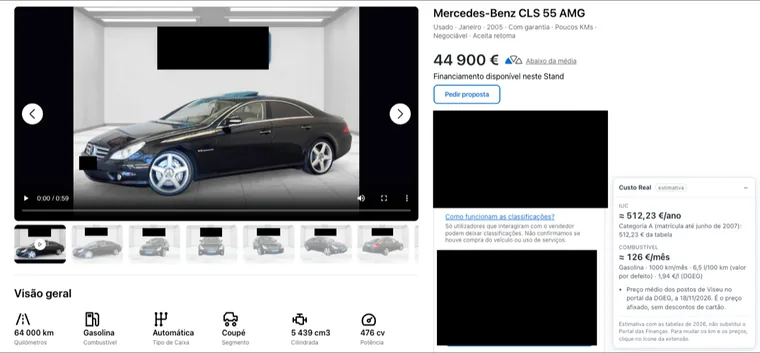 Mercedes-Benz CLS 55 AMG
Usado · Janeiro · 2005 · Com garantia · Poucos KMs ·
Negociável · Aceita retoma
44 900 €
Abaixo da média
Financiamento disponível neste Stand
Pedir proposta
0:00 / 0:59
Como funcionam as classificações?
Só utilizadores que interagiram com o vendedor
podem deixar classificações. Não confirmamos se
houve compra do veículo ou uso de serviços.
Visão geral
64 000 km
Quilómetros
Gasolina
Combustível
Automática
Tipo de Caixa
Coupé
Segmento
5 439 cm3
Cilindrada
476 cv
Potência
Custo Real
estimativa
–
IUC
≈ 512,23 €/ano
Categoria A (matrícula até junho de 2007):
512,23 € da tabela
COMBUSTÍVEL
≈ 126 €/mês
Gasolina · 1000 km/mês · 6,5 l/100 km (valor
por defeito) · 1,94 €/l (DGEG)
• Preço médio dos postos de Viseu no
portal da DGEG, a 18/11/2026. É o preço
afixado, sem descontos de cartão.
Estimativa com as tabelas de 2026, não substitui o
Portal das Finanças. Para mudar os km e os preços,
clique no ícone da extensão.